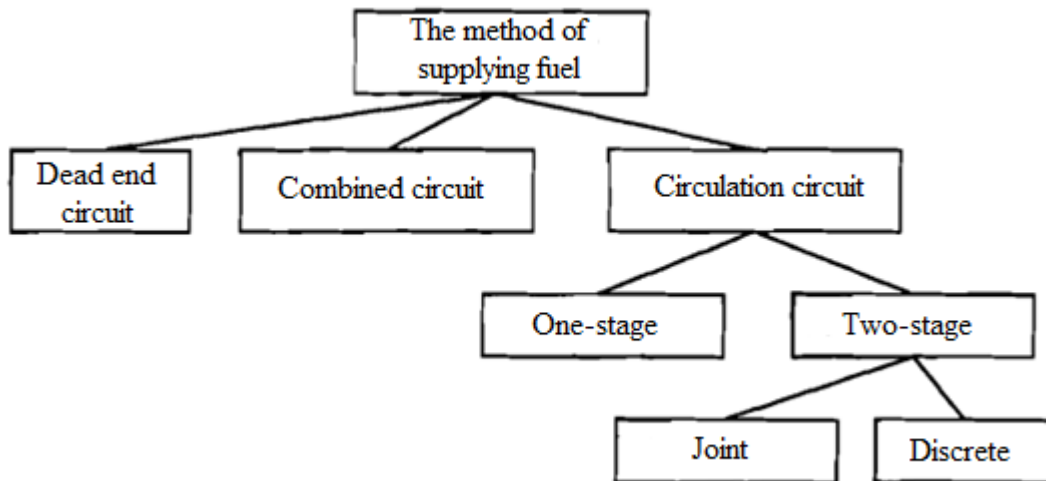 The method of
supplying fuel
Dead end
circuit
Combined circuit
Circulation circuit
One-stage
Two-stage
Joint
Discrete